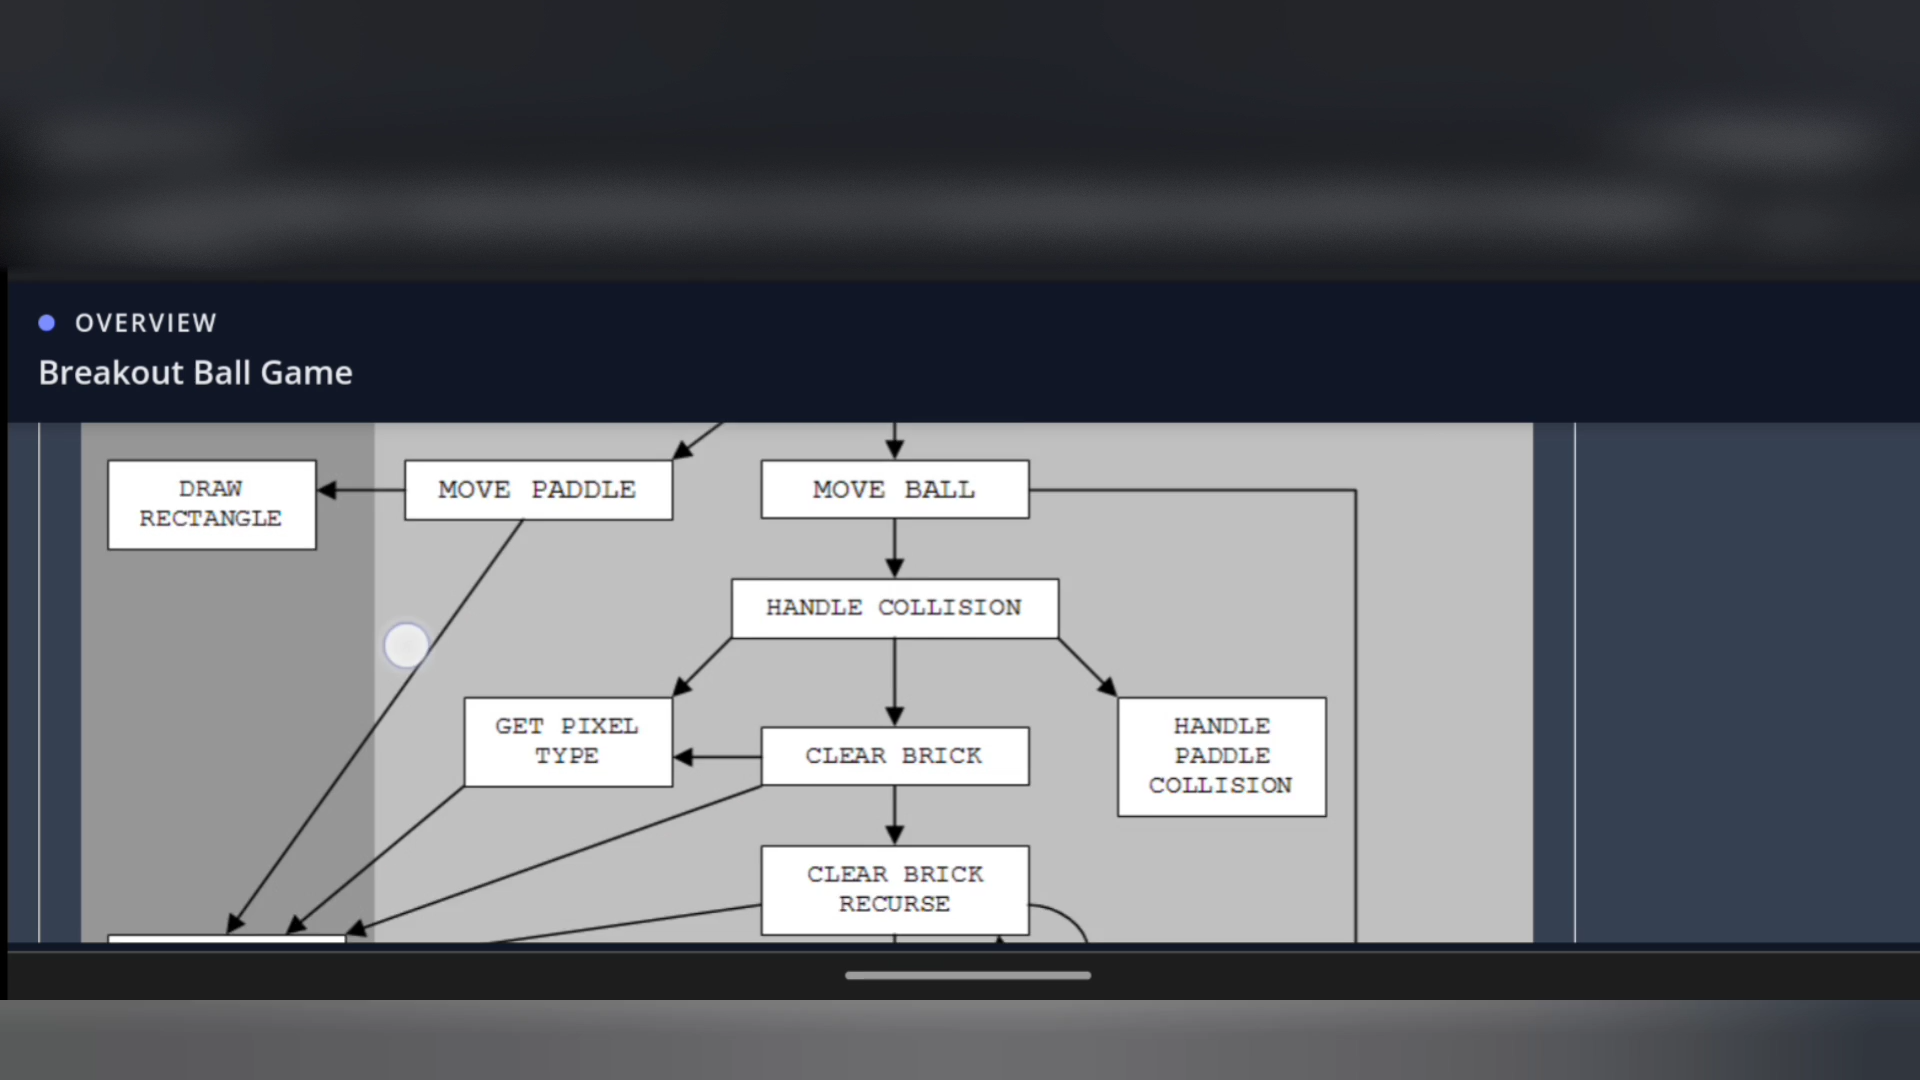 OVERVIEW
Breakout Ball Game
DRAW
RECTANGLE
MOVE PADDLE
MOVE BALL
HANDLE COLLISION
GET PIXEL
TYPE
CLEAR BRICK
HANDLE
PADDLE
COLLISION
CLEAR BRICK
RECURSE